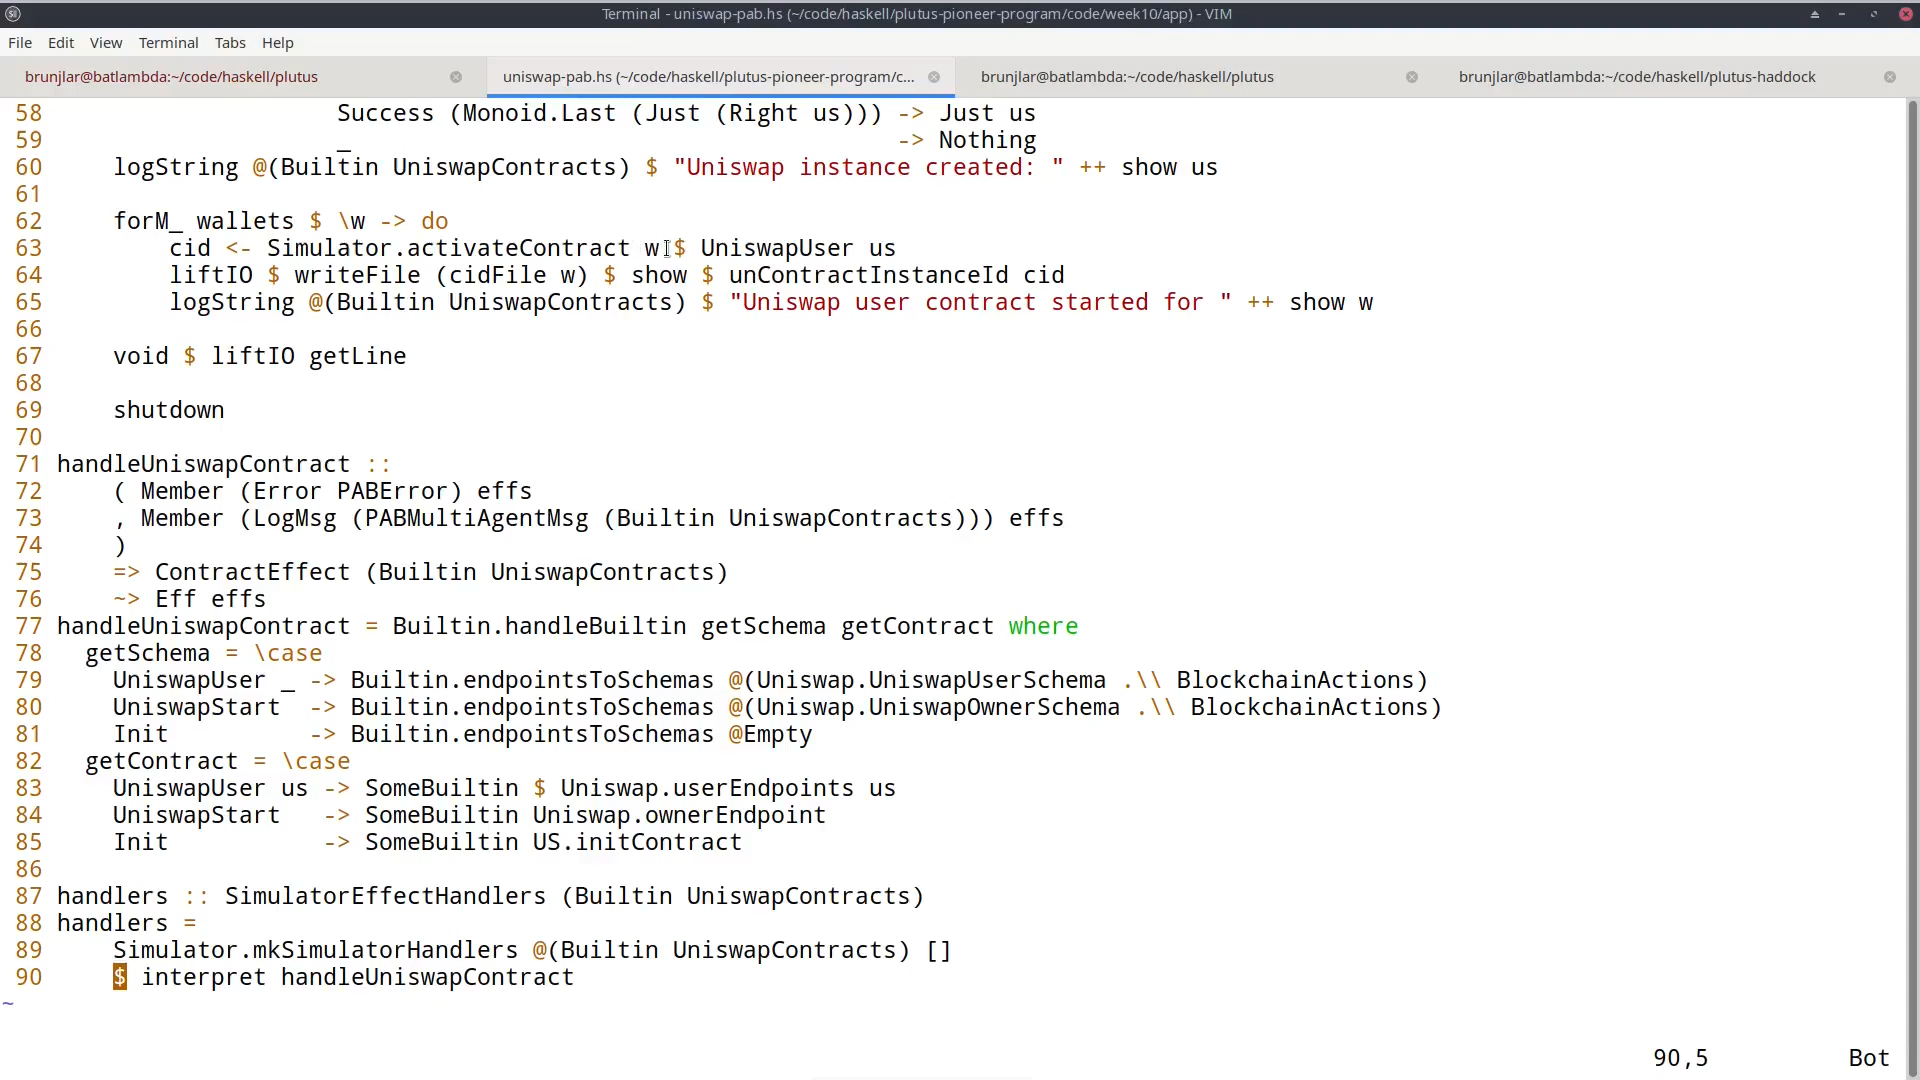 Terminal - uniswap-pab.hs (~/code/haskell/plutus-pioneer-program/code/week10/app) - VIM
File Edit View Terminal Tabs Help
brunjlar@batlambda:~/code/haskell/plutus uniswap-pab.hs (~/code/haskell/plutus-pioneer-program/c... brunjlar@batlambda:~/code/haskell/plutus brunjlar@batlambda:~/code/haskell/plutus-haddock
58                     Success (Monoid.Last (Just (Right us))) -> Just us
59                     _                                       -> Nothing
60     logString @(Builtin UniswapContracts) $ "Uniswap instance created: " ++ show us
61
62     forM_ wallets $ \w -> do
63         cid <- Simulator.activateContract w $ UniswapUser us
64         liftIO $ writeFile (cidFile w) $ show $ unContractInstanceId cid
65         logString @(Builtin UniswapContracts) $ "Uniswap user contract started for " ++ show w
66
67     void $ liftIO getLine
68
69     shutdown
70
71 handleUniswapContract ::
72     ( Member (Error PABError) effs
73     , Member (LogMsg (PABMultiAgentMsg (Builtin UniswapContracts))) effs
74     )
75     => ContractEffect (Builtin UniswapContracts)
76     ~> Eff effs
77 handleUniswapContract = Builtin.handleBuiltin getSchema getContract where
78   getSchema = \case
79     UniswapUser _ -> Builtin.endpointsToSchemas @(Uniswap.UniswapUserSchema .\\ BlockchainActions)
80     UniswapStart  -> Builtin.endpointsToSchemas @(Uniswap.UniswapOwnerSchema .\\ BlockchainActions)
81     Init          -> Builtin.endpointsToSchemas @Empty
82   getContract = \case
83     UniswapUser us -> SomeBuiltin $ Uniswap.userEndpoints us
84     UniswapStart   -> SomeBuiltin Uniswap.ownerEndpoint
85     Init           -> SomeBuiltin US.initContract
86
87 handlers :: SimulatorEffectHandlers (Builtin UniswapContracts)
88 handlers =
89     Simulator.mkSimulatorHandlers @(Builtin UniswapContracts) []
90     $ interpret handleUniswapContract
~
90,5 Bot